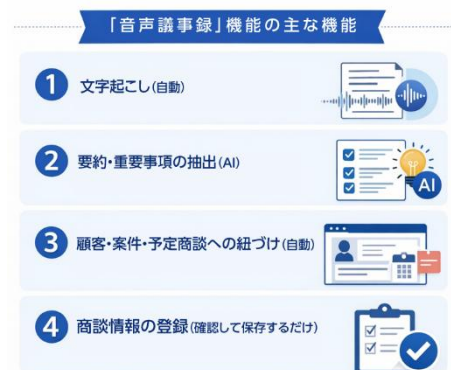 「音声議事録」機能の主な機能
1 文字起こし(自動)
2 要約・重要事項の抽出(AI)
AI
3 顧客・案件・予定商談への紐づけ(自動)
4 商談情報の登録(確認して保存するだけ)